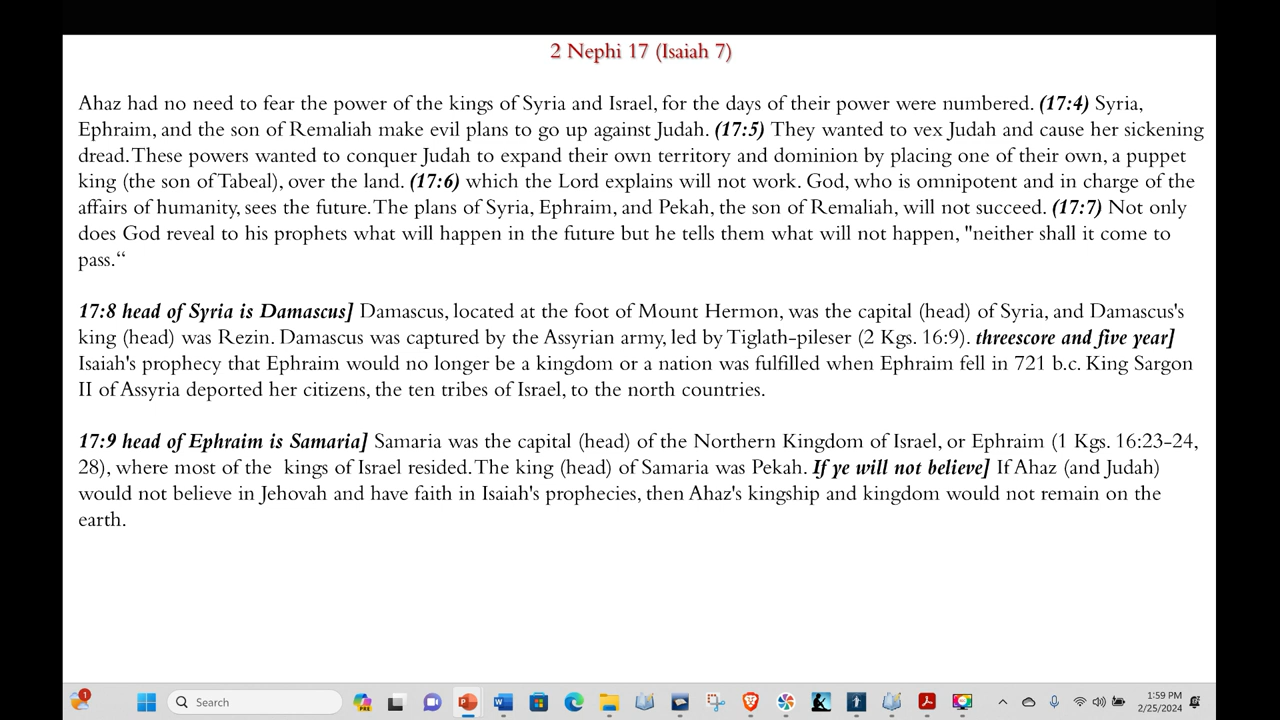 2 Nephi 17 (Isaiah 7)
Ahaz had no need to fear the power of the kings of Syria and Israel, for the days of their power were numbered. (17:4) Syria,
Ephraim, and the son of Remaliah make evil plans to go up against Judah. (17:5) They wanted to vex Judah and cause her sickening
dread. These powers wanted to conquer Judah to expand their own territory and dominion by placing one of their own, a puppet
king (the son of Tabeal), over the land. (17:6) which the Lord explains will not work. God, who is omnipotent and in charge of the
affairs of humanity, sees the future. The plans of Syria, Ephraim, and Pekah, the son of Remaliah, will not succeed. (17:7) Not only
does God reveal to his prophets what will happen in the future but he tells them what will not happen, "neither shall it come to
pass.“
17:8 head of Syria is Damascus] Damascus, located at the foot of Mount Hermon, was the capital (head) of Syria, and Damascus's
king (head) was Rezin. Damascus was captured by the Assyrian army, led by Tiglath-pileser (2 Kgs. 16:9). threescore and five year]
Isaiah's prophecy that Ephraim would no longer be a kingdom or a nation was fulfilled when Ephraim fell in 721 b.c. King Sargon
II of Assyria deported her citizens, the ten tribes of Israel, to the north countries.
17:9 head of Ephraim is Samaria] Samaria was the capital (head) of the Northern Kingdom of Israel, or Ephraim (1 Kgs. 16:23-24,
28), where most of the kings of Israel resided. The king (head) of Samaria was Pekah. If ye will not believe] If Ahaz (and Judah)
would not believe in Jehovah and have faith in Isaiah's prophecies, then Ahaz's kingship and kingdom would not remain on the
earth.
1
Search
PRE
1:59 PM
2/25/2024